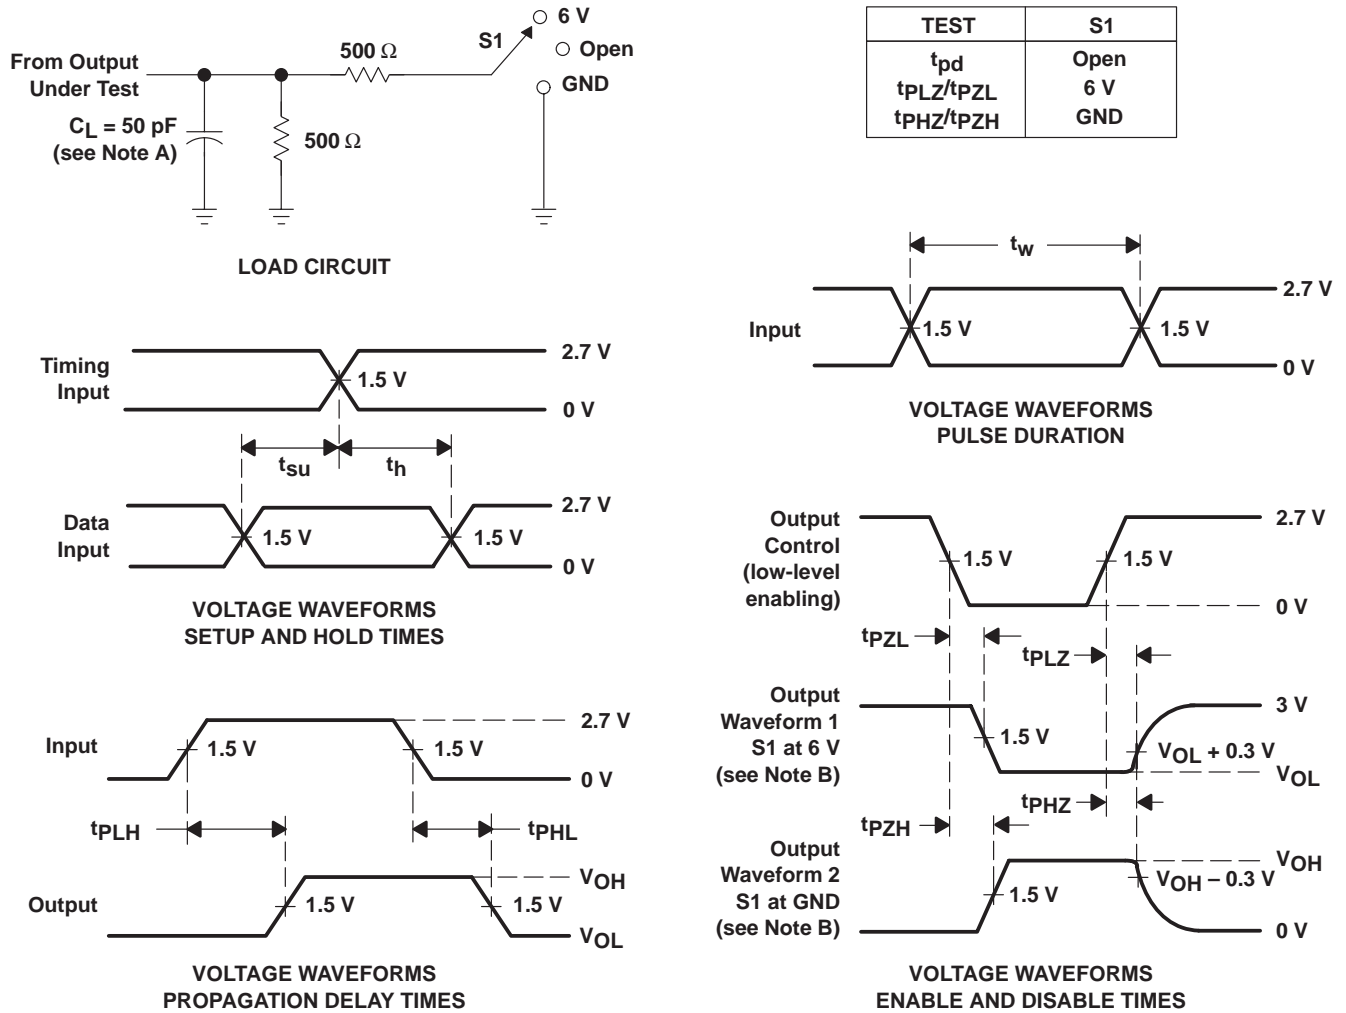 From Output
Under Test
CL = 50 pF
(see Note A)
500 Ω
500 Ω
S1
6 V
Open
GND
LOAD CIRCUIT
TEST S1
tpd Open
tPLZ/tPZL 6 V
tPHZ/tPZH GND
tw
Input
1.5 V
1.5 V
2.7 V
0 V
VOLTAGE WAVEFORMS
PULSE DURATION
Timing
Input
1.5 V
2.7 V
0 V
tsu
th
Data
Input
1.5 V
1.5 V
2.7 V
0 V
VOLTAGE WAVEFORMS
SETUP AND HOLD TIMES
Input
1.5 V
1.5 V
2.7 V
0 V
tPLH
tPHL
Output
1.5 V
1.5 V
VOH
VOL
VOLTAGE WAVEFORMS
PROPAGATION DELAY TIMES
Output
Control
(low-level
enabling)
1.5 V
1.5 V
2.7 V
0 V
tPZL
tPLZ
Output
Waveform 1
S1 at 6 V
(see Note B)
1.5 V
3 V
VOL + 0.3 V
VOL
tPHZ
tPZH
Output
Waveform 2
S1 at GND
(see Note B)
1.5 V
VOH
VOH – 0.3 V
0 V
VOLTAGE WAVEFORMS
ENABLE AND DISABLE TIMES